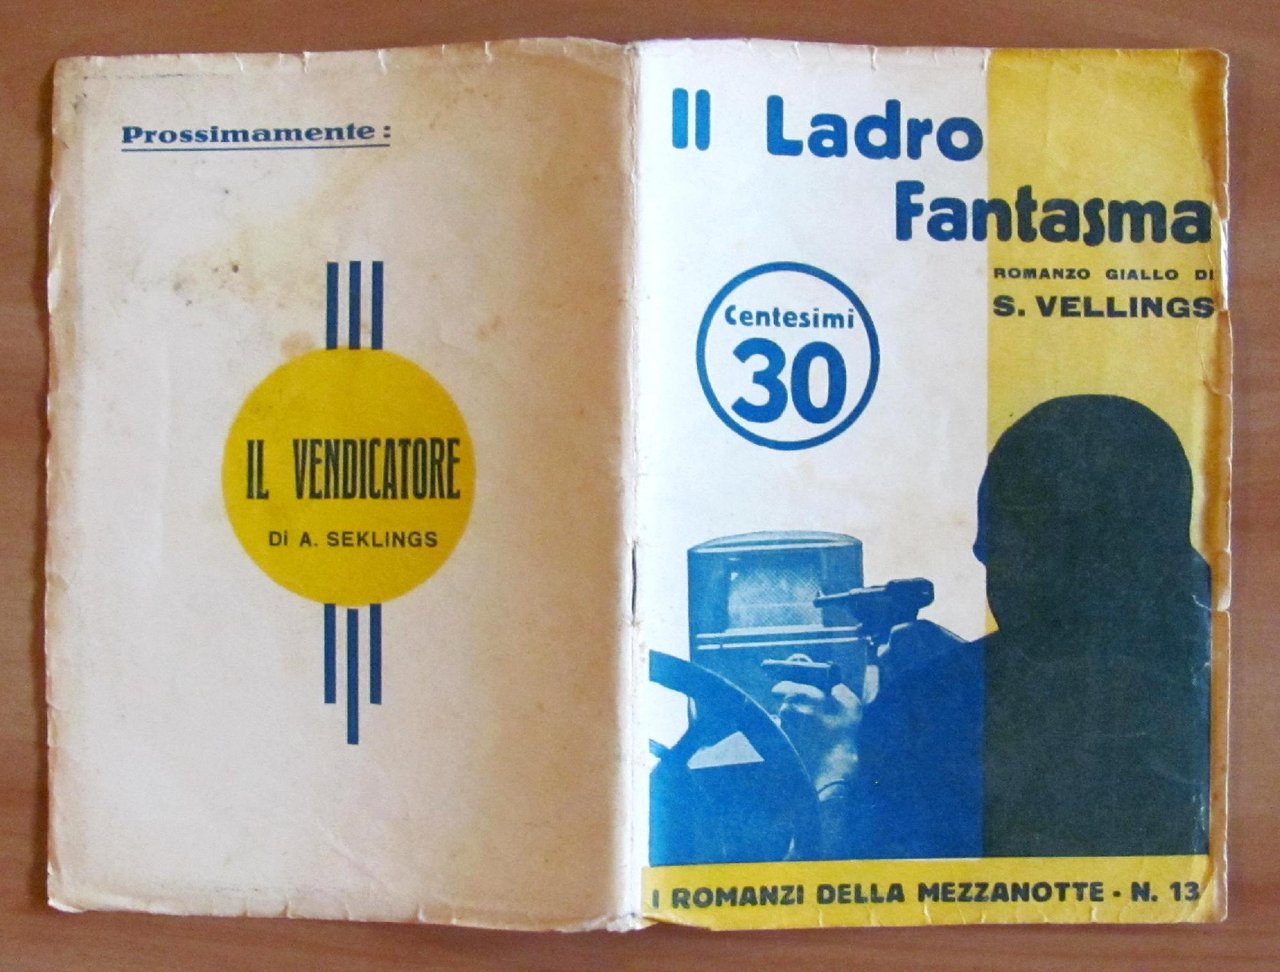 Prossimamente:
IL VENDICATORE
Di A. SEKLINGS
Il Ladro
Fantasma
ROMANZO GIALLO DI
S. VELLINGS
Centesimi
30
I ROMANZI DELLA MEZZANOTTE - N. 13